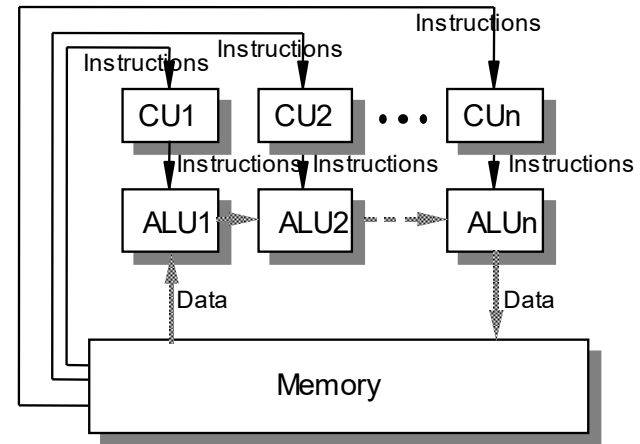 Instructions
Instructions
Instructions
CU1
CU2
CUn
Instructions
Instructions
Instructions
ALU1
ALU2
ALUn
Data
Data
Memory